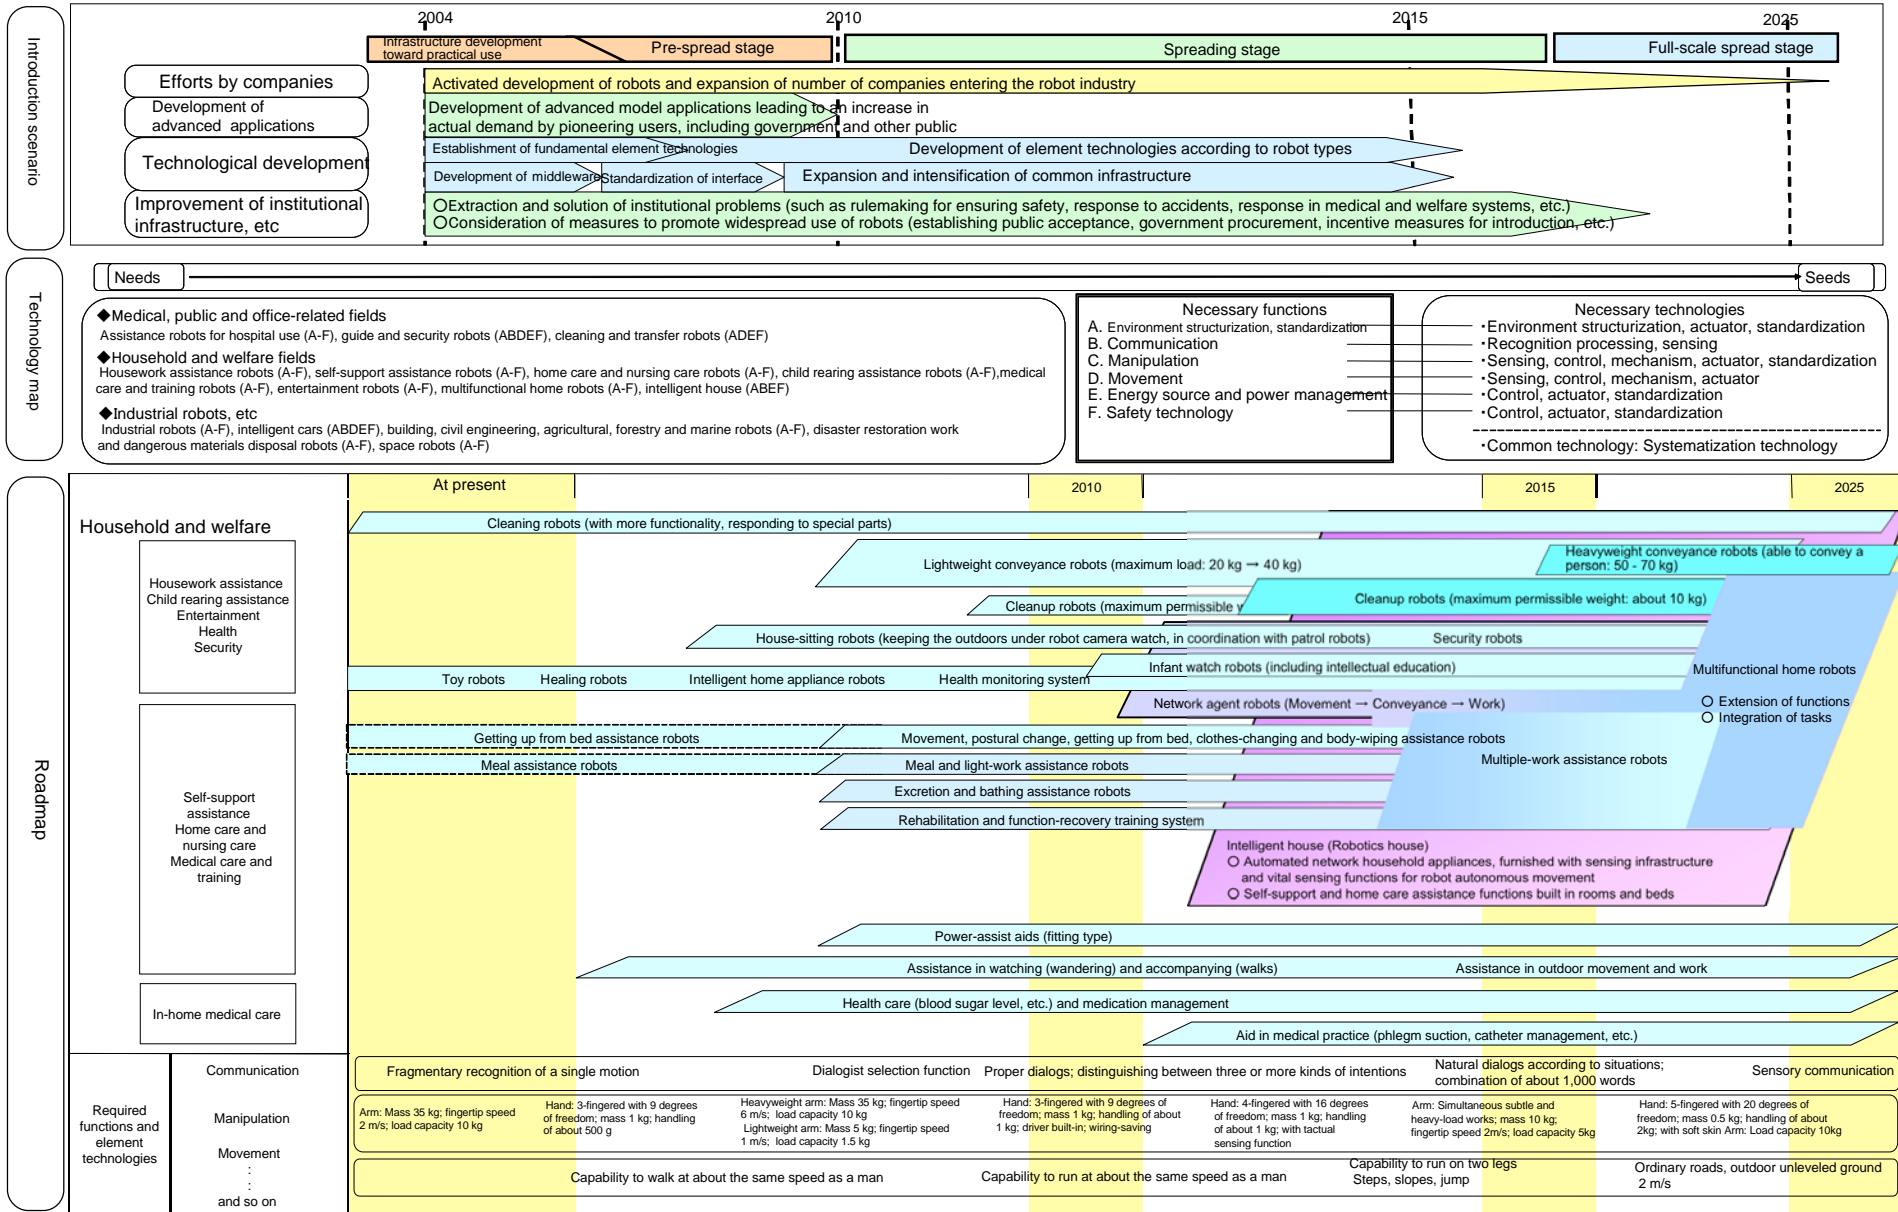 Introduction scenario
2004
2010
2015
2025
Infrastructure development
toward practical use
Pre-spread stage
Spreading stage
Full-scale spread stage
Efforts by companies
Activated development of robots and expansion of number of companies entering the robot industry
Development of
advanced applications
Development of advanced model applications leading to an increase in
actual demand by pioneering users, including government and other public
Technological development
Establishment of fundamental element technologies
Development of element technologies according to robot types
Development of middleware
Standardization of interface
Expansion and intensification of common infrastructure
Improvement of institutional
infrastructure, etc
○Extraction and solution of institutional problems (such as rulemaking for ensuring safety, response to accidents, response in medical and welfare systems, etc.)
○Consideration of measures to promote widespread use of robots (establishing public acceptance, government procurement, incentive measures for introduction, etc.)
Technology map
Needs
Seeds
◆Medical, public and office-related fields
Assistance robots for hospital use (A-F), guide and security robots (ABDEF), cleaning and transfer robots (ADEF)
◆Household and welfare fields
Housework assistance robots (A-F), self-support assistance robots (A-F), home care and nursing care robots (A-F), child rearing assistance robots (A-F),medical
care and training robots (A-F), entertainment robots (A-F), multifunctional home robots (A-F), intelligent house (ABEF)
◆Industrial robots, etc
Industrial robots (A-F), intelligent cars (ABDEF), building, civil engineering, agricultural, forestry and marine robots (A-F), disaster restoration work
and dangerous materials disposal robots (A-F), space robots (A-F)
Necessary functions
A. Environment structurization, standardization
B. Communication
C. Manipulation
D. Movement
E. Energy source and power management
F. Safety technology
Necessary technologies
・Environment structurization, actuator, standardization
・Recognition processing, sensing
・Sensing, control, mechanism, actuator, standardization
・Sensing, control, mechanism, actuator
・Control, actuator, standardization
・Control, actuator, standardization
・Common technology: Systematization technology
Roadmap
At present
2010
2015
2025
Household and welfare
Housework assistance
Child rearing assistance
Entertainment
Health
Security
Cleaning robots (with more functionality, responding to special parts)
Lightweight conveyance robots (maximum load: 20 kg → 40 kg)
Heavyweight conveyance robots (able to convey a
person: 50 - 70 kg)
Cleanup robots (maximum permissible w
Cleanup robots (maximum permissible weight: about 10 kg)
House-sitting robots (keeping the outdoors under robot camera watch, in coordination with patrol robots)
Security robots
Infant watch robots (including intellectual education)
Toy robots
Healing robots
Intelligent home appliance robots
Health monitoring system
Multifunctional home robots
○ Extension of functions
○ Integration of tasks
Network agent robots (Movement → Conveyance → Work)
Self-support
assistance
Home care and
nursing care
Medical care and
training
Getting up from bed assistance robots
Movement, postural change, getting up from bed, clothes-changing and body-wiping assistance robots
Meal assistance robots
Meal and light-work assistance robots
Multiple-work assistance robots
Excretion and bathing assistance robots
Rehabilitation and function-recovery training system
Intelligent house (Robotics house)
○ Automated network household appliances, furnished with sensing infrastructure
and vital sensing functions for robot autonomous movement
○ Self-support and home care assistance functions built in rooms and beds
Power-assist aids (fitting type)
Assistance in watching (wandering) and accompanying (walks)
Assistance in outdoor movement and work
In-home medical care
Health care (blood sugar level, etc.) and medication management
Aid in medical practice (phlegm suction, catheter management, etc.)
Required
functions and
element
technologies
Communication
Fragmentary recognition of a single motion
Dialogist selection function
Proper dialogs; distinguishing between three or more kinds of intentions
Natural dialogs according to situations;
combination of about 1,000 words
Sensory communication
Manipulation
Arm: Mass 35 kg; fingertip speed
2 m/s; load capacity 10 kg
Hand: 3-fingered with 9 degrees
of freedom; mass 1 kg; handling
of about 500 g
Heavyweight arm: Mass 35 kg; fingertip speed
6 m/s; load capacity 10 kg
Lightweight arm: Mass 5 kg; fingertip speed
1 m/s; load capacity 1.5 kg
Hand: 3-fingered with 9 degrees of
freedom; mass 1 kg; handling of about
1 kg; driver built-in; wiring-saving
Hand: 4-fingered with 16 degrees
of freedom; mass 1 kg; handling
of about 1 kg; with tactual
sensing function
Arm: Simultaneous subtle and
heavy-load works; mass 10 kg;
fingertip speed 2m/s; load capacity 5kg
Hand: 5-fingered with 20 degrees of
freedom; mass 0.5 kg; handling of about
2kg; with soft skin Arm: Load capacity 10kg
Movement
:
:
and so on
Capability to walk at about the same speed as a man
Capability to run at about the same speed as a man
Capability to run on two legs
Steps, slopes, jump
Ordinary roads, outdoor unleveled ground
2 m/s